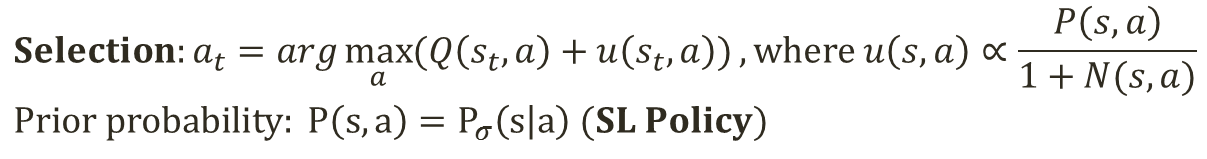 Selection: a_t = arg max_a(Q(s_t, a) + u(s_t, a)), where u(s, a) ∝ P(s, a) / (1 + N(s, a))
Prior probability: P(s, a) = P_σ(s|a) (SL Policy)